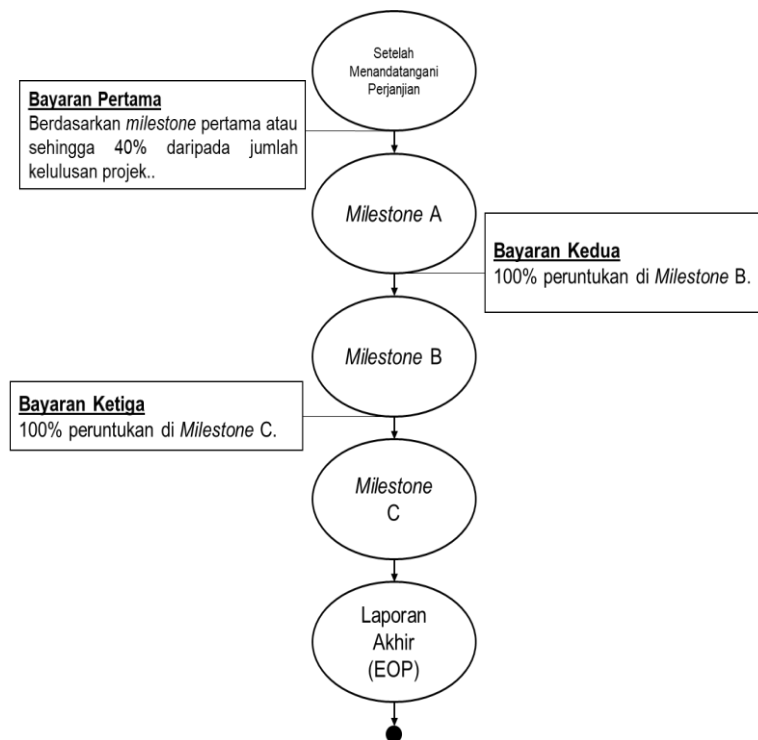 Setelah
Menandatangani
Perjanjian
Bayaran Pertama
Berdasarkan milestone pertama atau
sehingga 40% daripada jumlah
kelulusan projek..
Milestone A
Bayaran Kedua
100% peruntukan di Milestone B.
Milestone B
Bayaran Ketiga
100% peruntukan di Milestone C.
Milestone
C
Laporan
Akhir
(EOP)